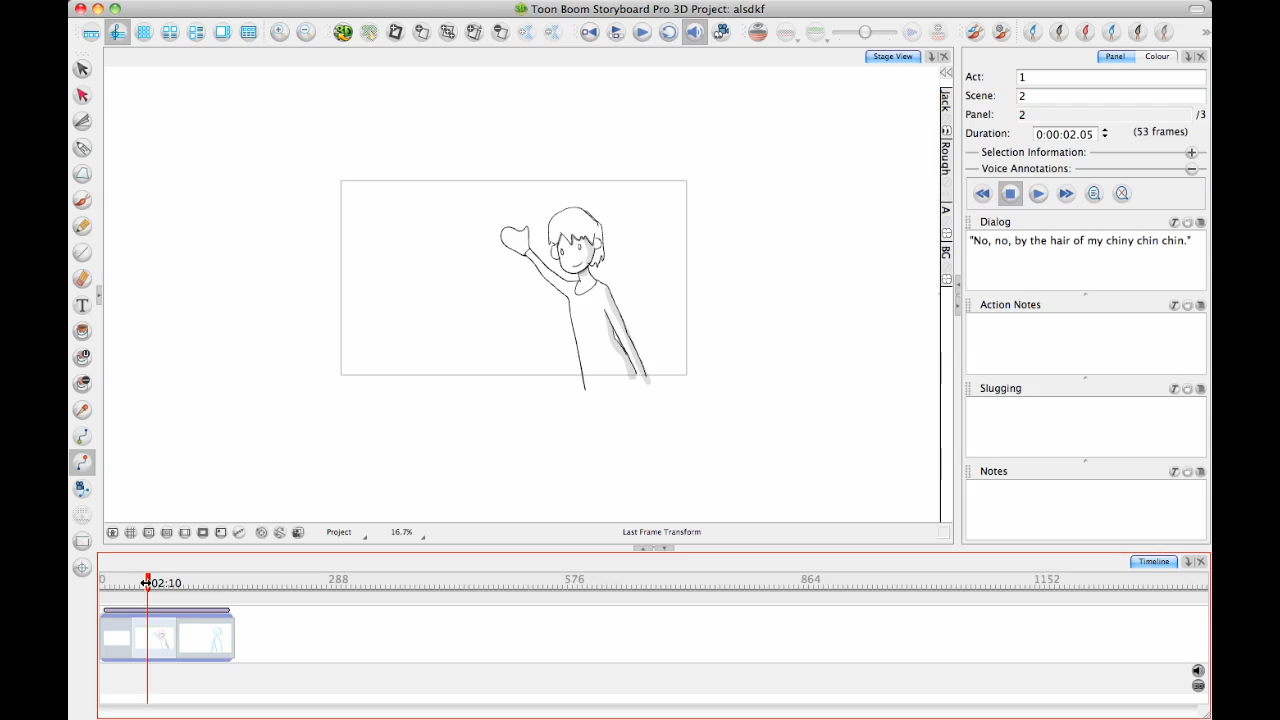 Toon Boom Storyboard Pro 3D Project: alsdkf
Stage View
Panel Colour
Act: 1
Scene: 2
Panel: 2 /3
Duration: 0:00:02.05 (53 frames)
Selection Information:
Voice Annotations:
Dialog
"No, no, by the hair of my chiny chin chin."
Action Notes
Slugging
Notes
Jack
Rough
A
BG
T
Project 16.7% Last Frame Transform
Timeline
0 02:10 288 576 864 1152